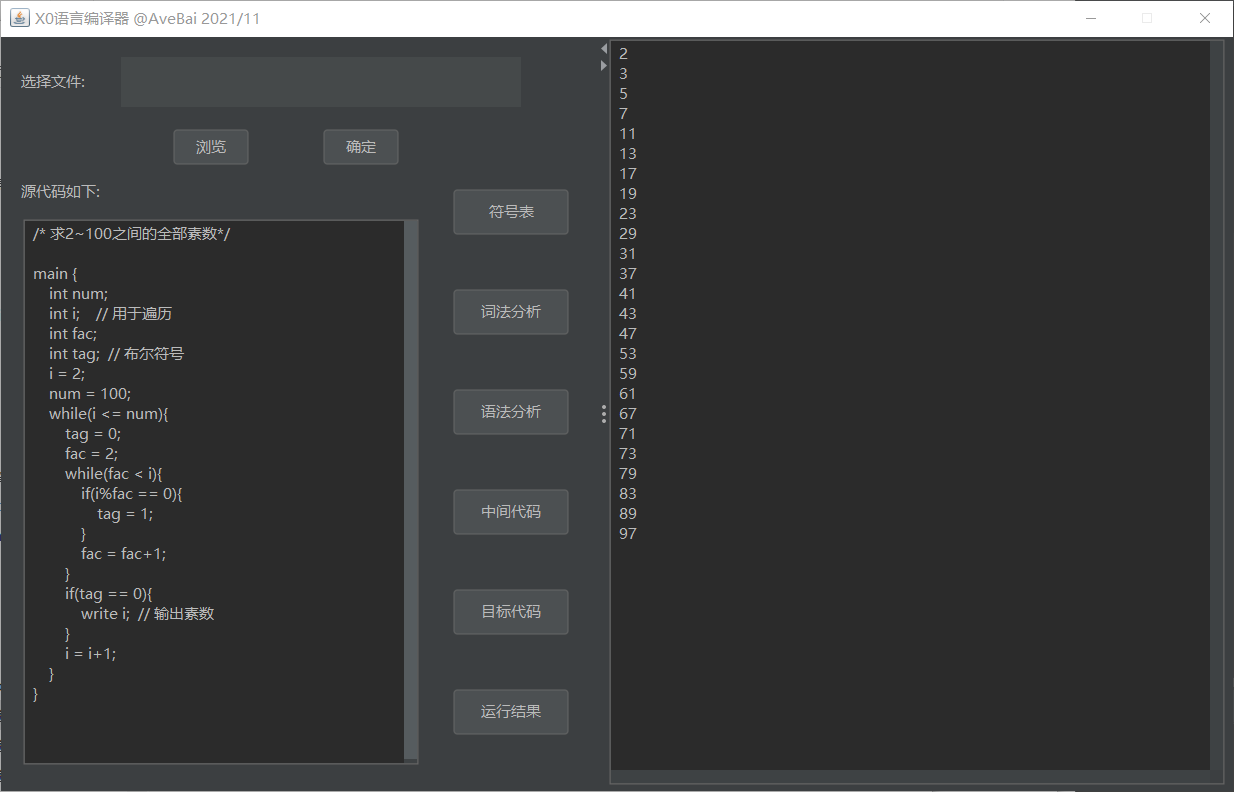 X0语言编译器 @AveBai 2021/11
选择文件:
浏览
确定
源代码如下:
/* 求2~100之间的全部素数*/
main {
    int num;
    int i;    // 用于遍历
    int fac;
    int tag;  // 布尔符号
    i = 2;
    num = 100;
    while(i <= num){
        tag = 0;
        fac = 2;
        while(fac < i){
            if(i%fac == 0){
                tag = 1;
            }
            fac = fac+1;
        }
        if(tag == 0){
            write i;  // 输出素数
        }
        i = i+1;
    }
}
符号表
词法分析
语法分析
中间代码
目标代码
运行结果
2
3
5
7
11
13
17
19
23
29
31
37
41
43
47
53
59
61
67
71
73
79
83
89
97